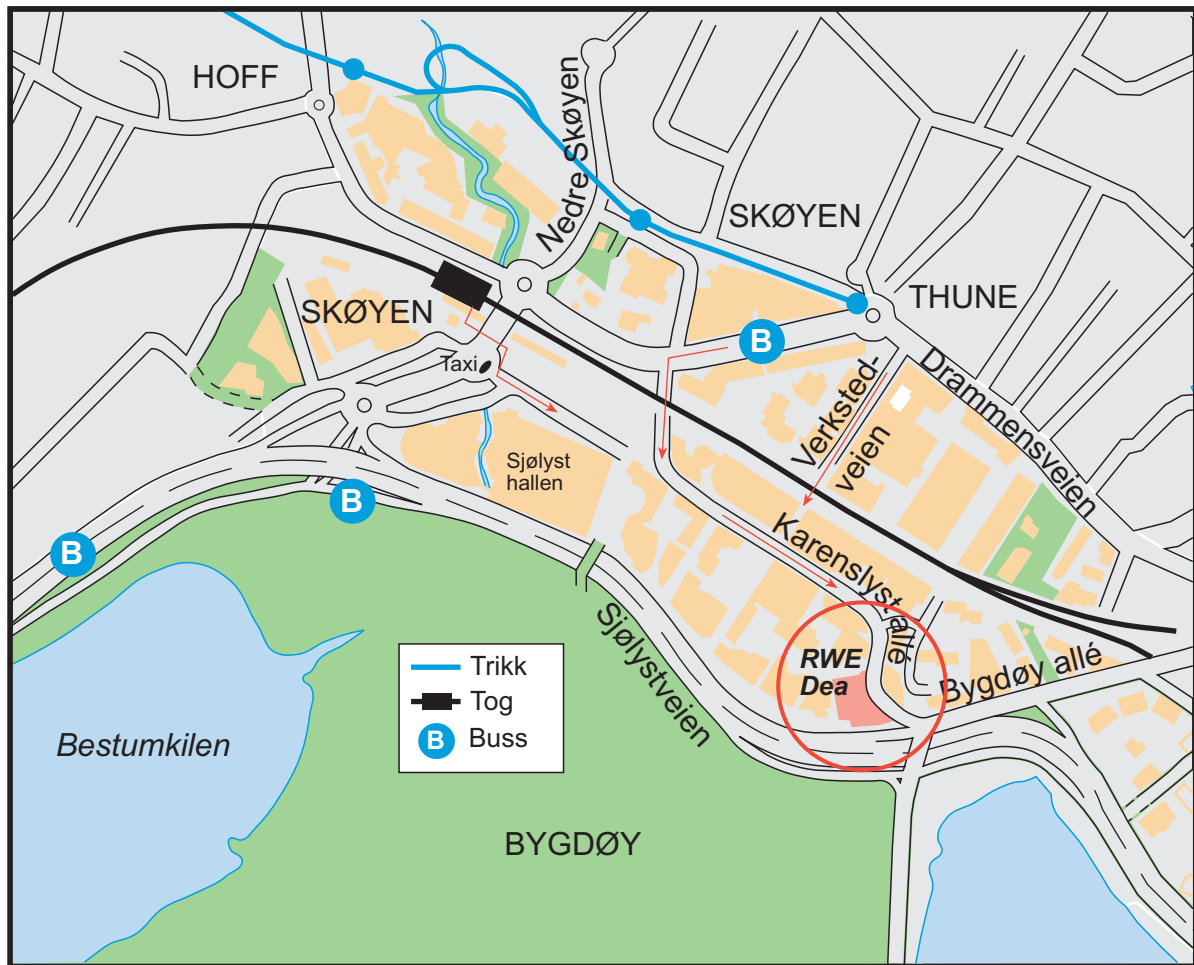 HOFF
Nedre Skøyen
SKØYEN
THUNE
SKØYEN
B
Taxi
Drammensveien
Verksted-
veien
Sjølyst
hallen
B
B
Karenslyst allé
Sjølystveien
RWE
Dea
Bygdøy allé
Trikk
Tog
B Buss
Bestumkilen
BYGDØY